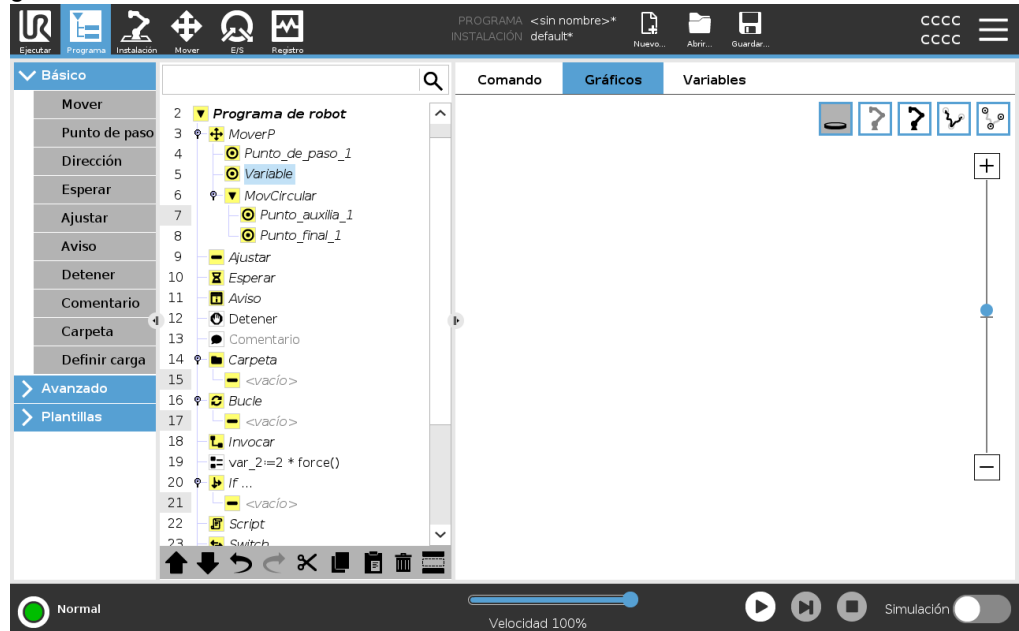 UR
PROGRAMA <sin nombre>*
INSTALACIÓN default*
CCCC
CCCC
Ejecutar Programa Instalación Mover E/S Registro
Nuevo... Abrir... Guardar...
Básico
Mover
Punto de paso
Dirección
Esperar
Ajustar
Aviso
Detener
Comentario
Carpeta
Definir carga
Avanzado
Plantillas
2 Programa de robot
3 MoverP
4 Punto_de_paso_1
5 Variable
6 MovCircular
7 Punto_auxilia_1
8 Punto_final_1
9 Ajustar
10 Esperar
11 Aviso
12 Detener
13 Comentario
14 Carpeta
15 <vacío>
16 Bucle
17 <vacío>
18 Invocar
19 var_2≔2 * force()
20 If ...
21 <vacío>
22 Script
23 Switch
Comando Gráficos Variables
Normal
Velocidad 100%
Simulación